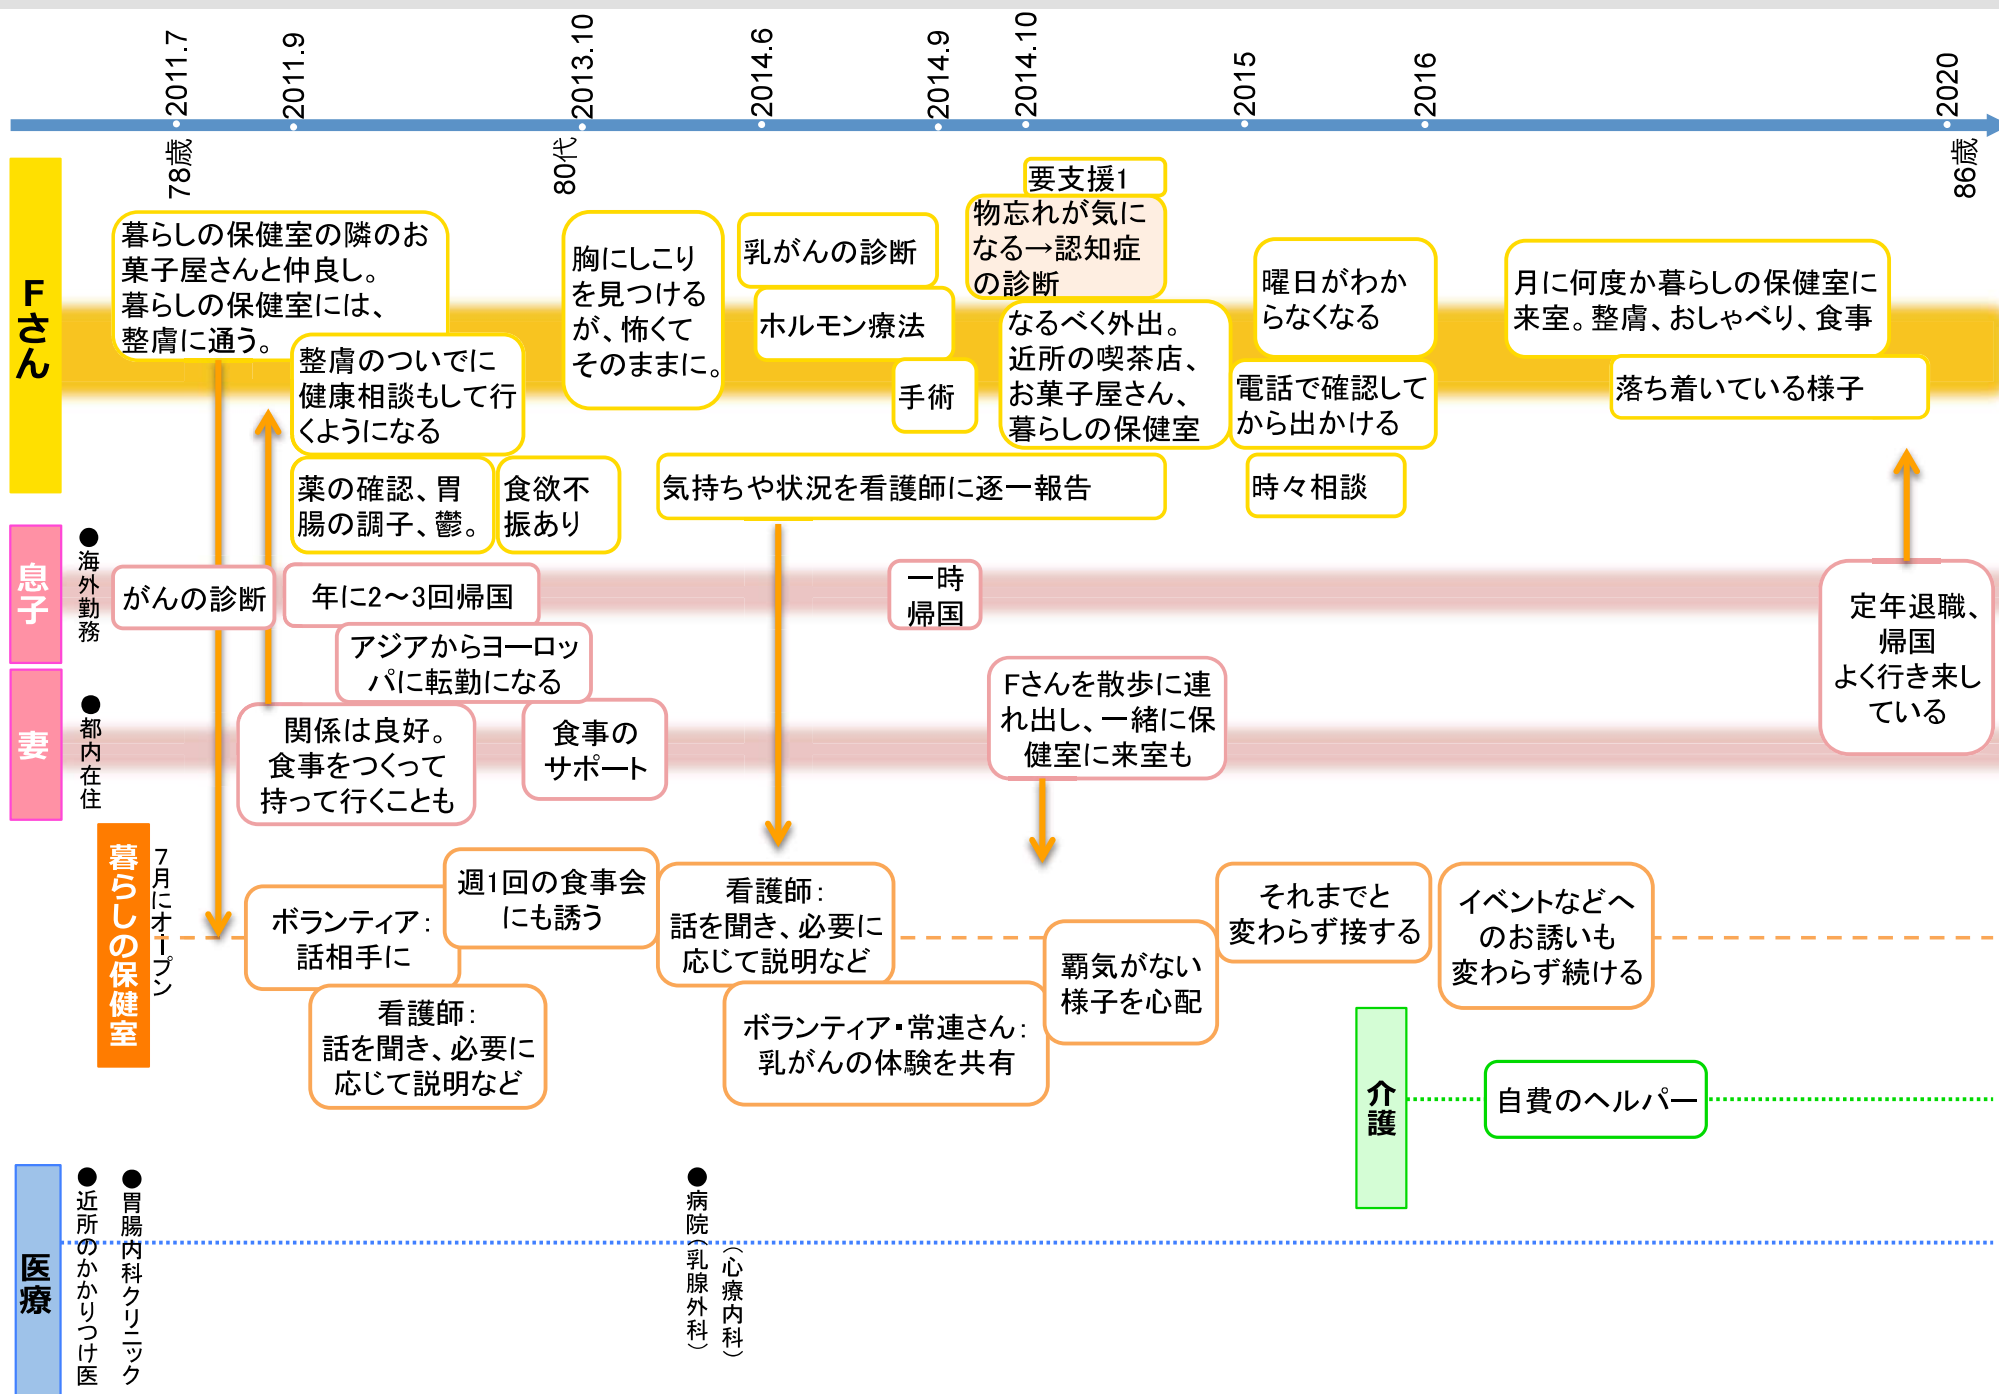 2011.7
2011.9
2013.10
2014.6
2014.9
2014.10
2015
2016
2020
78歳
80代
86歳
Fさん
暮らしの保健室の隣のお
菓子屋さんと仲良し。
暮らしの保健室には、
整膚に通う。
整膚のついでに
健康相談もして行
くようになる
薬の確認、胃
腸の調子、鬱。
食欲不
振あり
胸にしこり
を見つける
が、怖くて
そのままに。
乳がんの診断
ホルモン療法
手術
気持ちや状況を看護師に逐一報告
要支援1
物忘れが気に
なる→認知症
の診断
なるべく外出。
近所の喫茶店、
お菓子屋さん、
暮らしの保健室
曜日がわか
らなくなる
電話で確認して
から出かける
時々相談
月に何度か暮らしの保健室に
来室。整膚、おしゃべり、食事
落ち着いている様子
息子
●海外勤務
がんの診断
年に2～3回帰国
アジアからヨーロッ
パに転勤になる
一時
帰国
定年退職、
帰国
よく行き来し
ている
妻
●都内在住
関係は良好。
食事をつくって
持って行くことも
食事の
サポート
Fさんを散歩に連
れ出し、一緒に保
健室に来室も
暮らしの保健室
7月にオープン
ボランティア：
話相手に
週1回の食事会
にも誘う
看護師：
話を聞き、必要に
応じて説明など
看護師：
話を聞き、必要に
応じて説明など
ボランティア・常連さん：
乳がんの体験を共有
覇気がない
様子を心配
それまでと
変わらず接する
イベントなどへ
のお誘いも
変わらず続ける
介護
自費のヘルパー
医療
●近所のかかりつけ医
●胃腸内科クリニック
●病院（乳腺外科）
（心療内科）